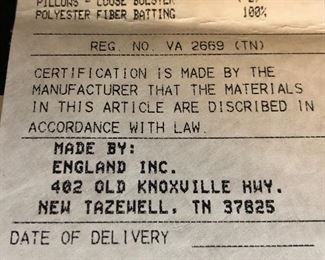 PILLOWS - LOOSE BOLSTER
POLYESTER FIBER BATTING 100%
REG. NO. VA 2669 (TN)
CERTIFICATION IS MADE BY THE
MANUFACTURER THAT THE MATERIALS
IN THIS ARTICLE ARE DISCRIBED IN
ACCORDANCE WITH LAW.
MADE BY:
ENGLAND INC.
402 OLD KNOXVILLE HWY.
NEW TAZEWELL, TN 37825
DATE OF DELIVERY